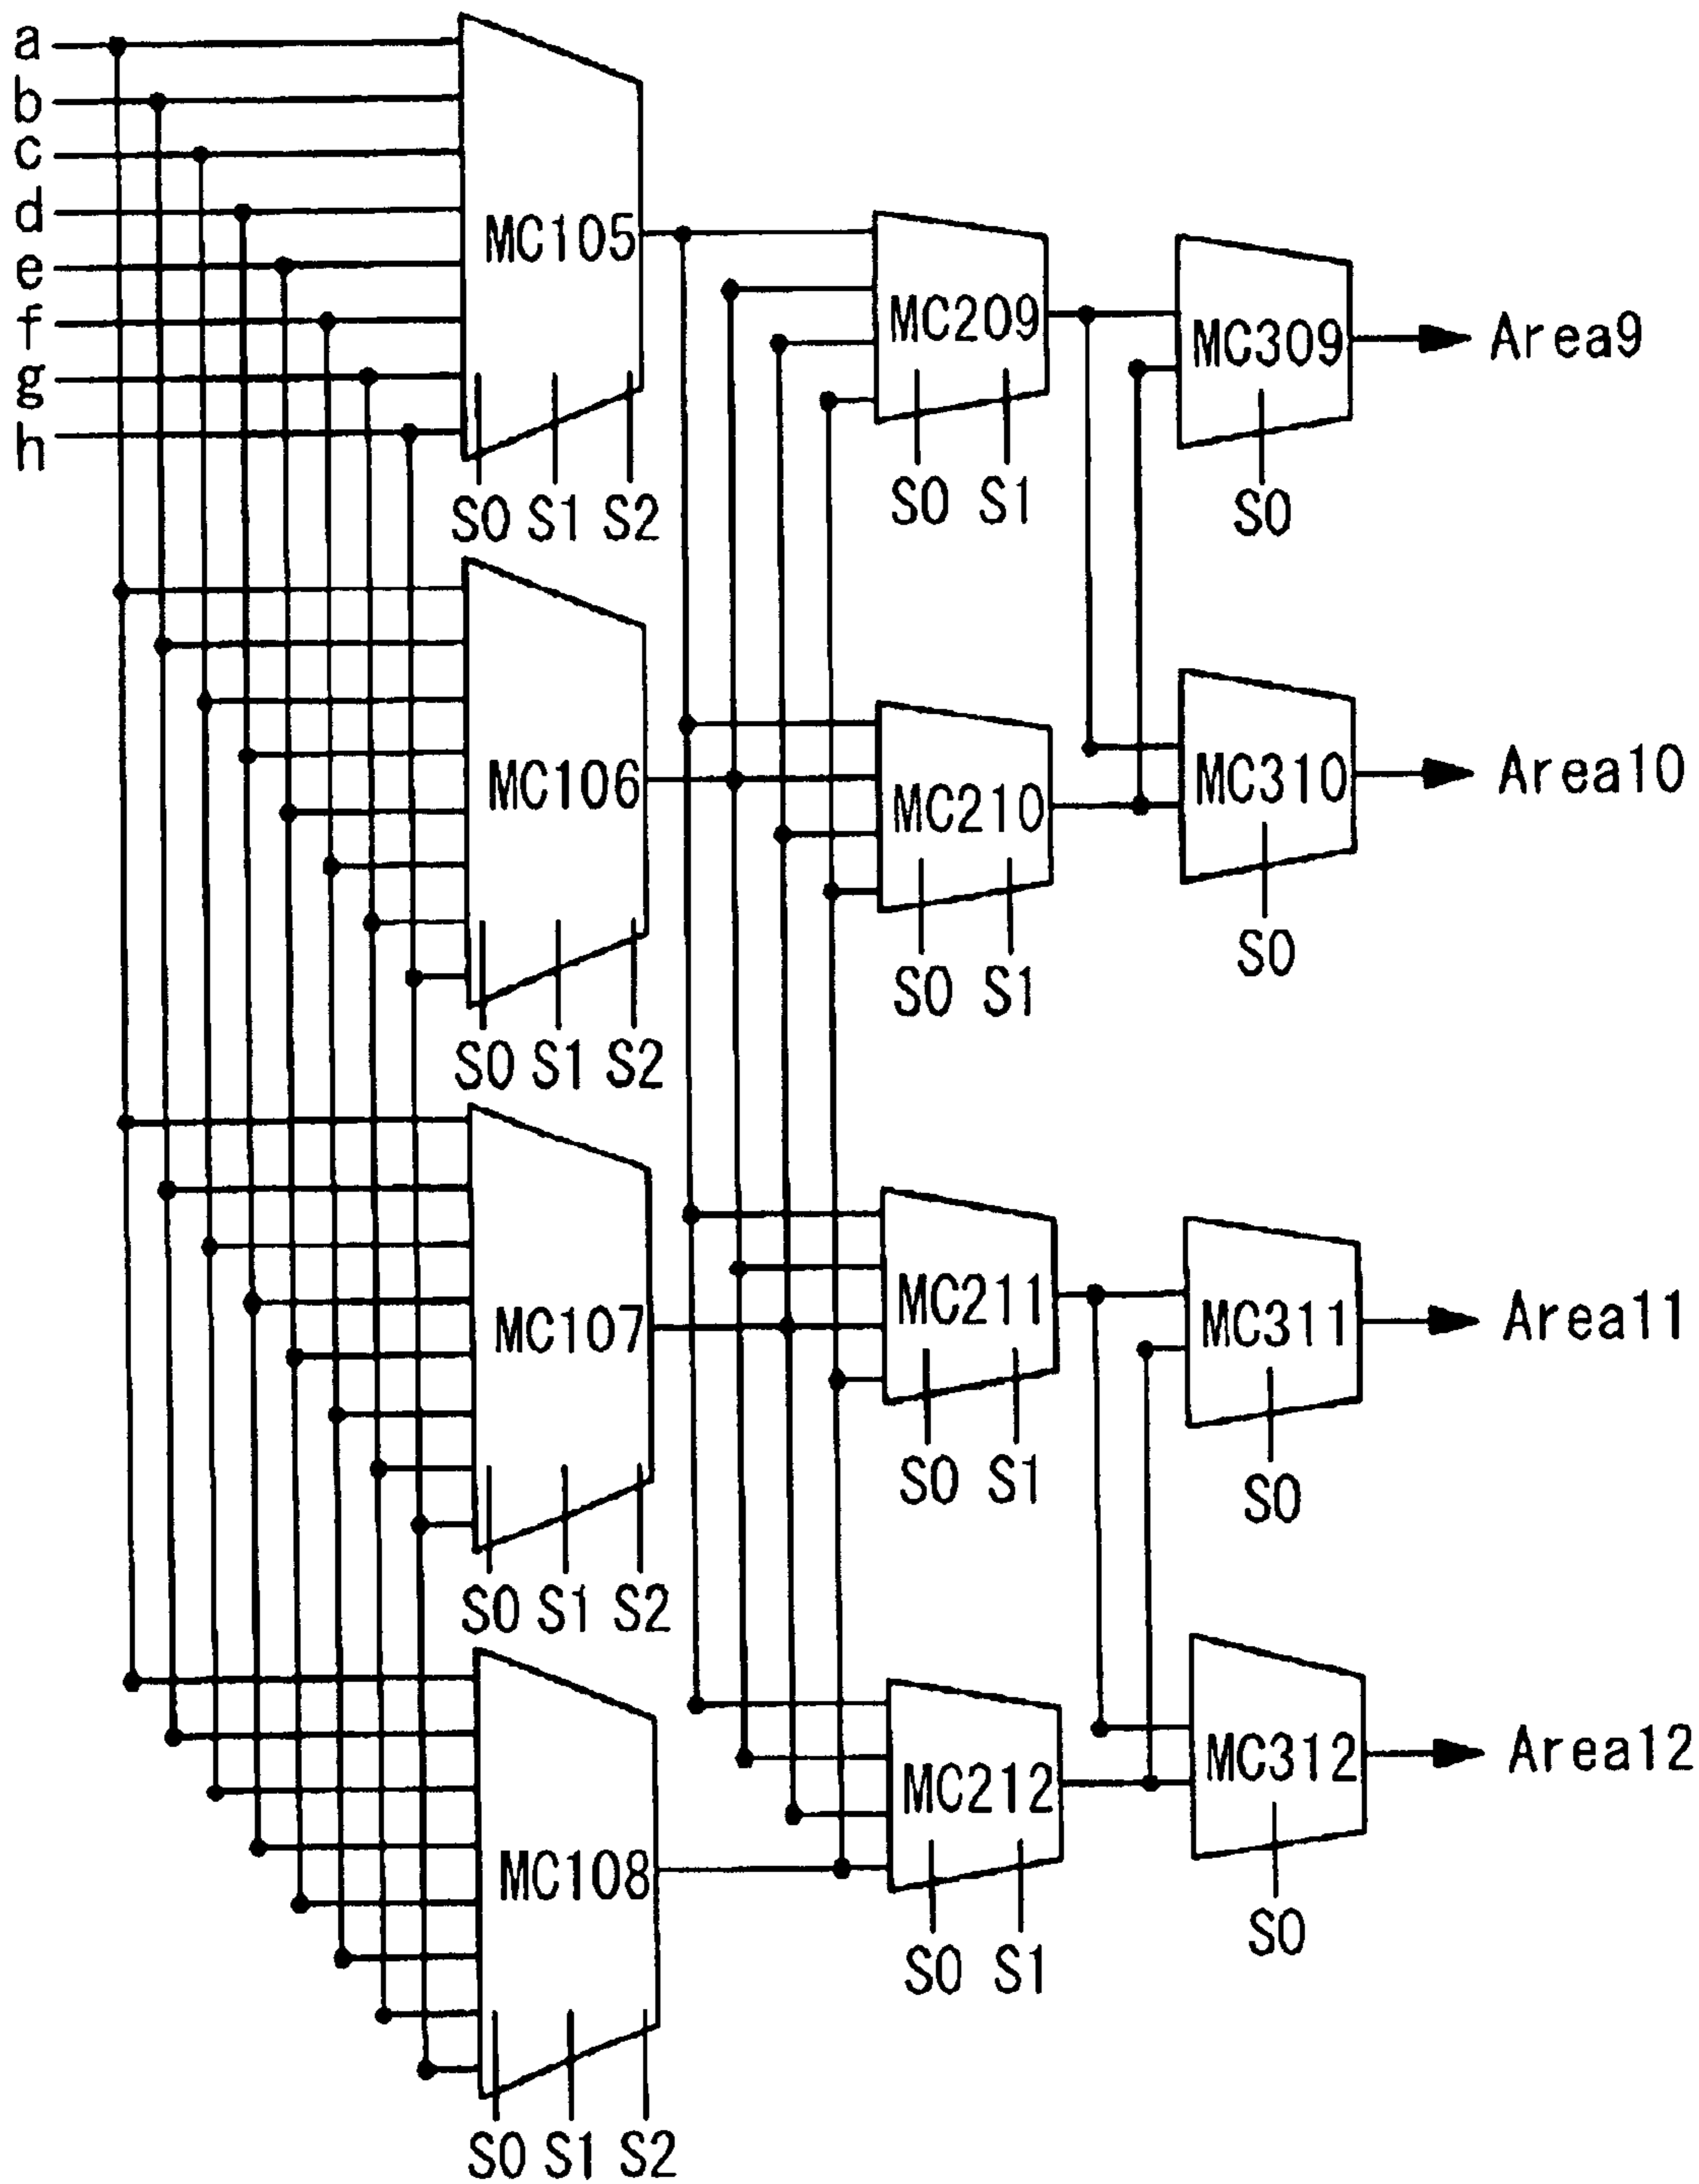 a
b
c
d
e
f
g
h
MC105
S0 S1 S2
MC209
S0 S1
MC309
S0
Area9
MC106
S0 S1 S2
MC210
S0 S1
MC310
S0
Area10
MC107
S0 S1 S2
MC211
S0 S1
MC311
S0
Area11
MC108
S0 S1 S2
MC212
S0 S1
MC312
S0
Area12